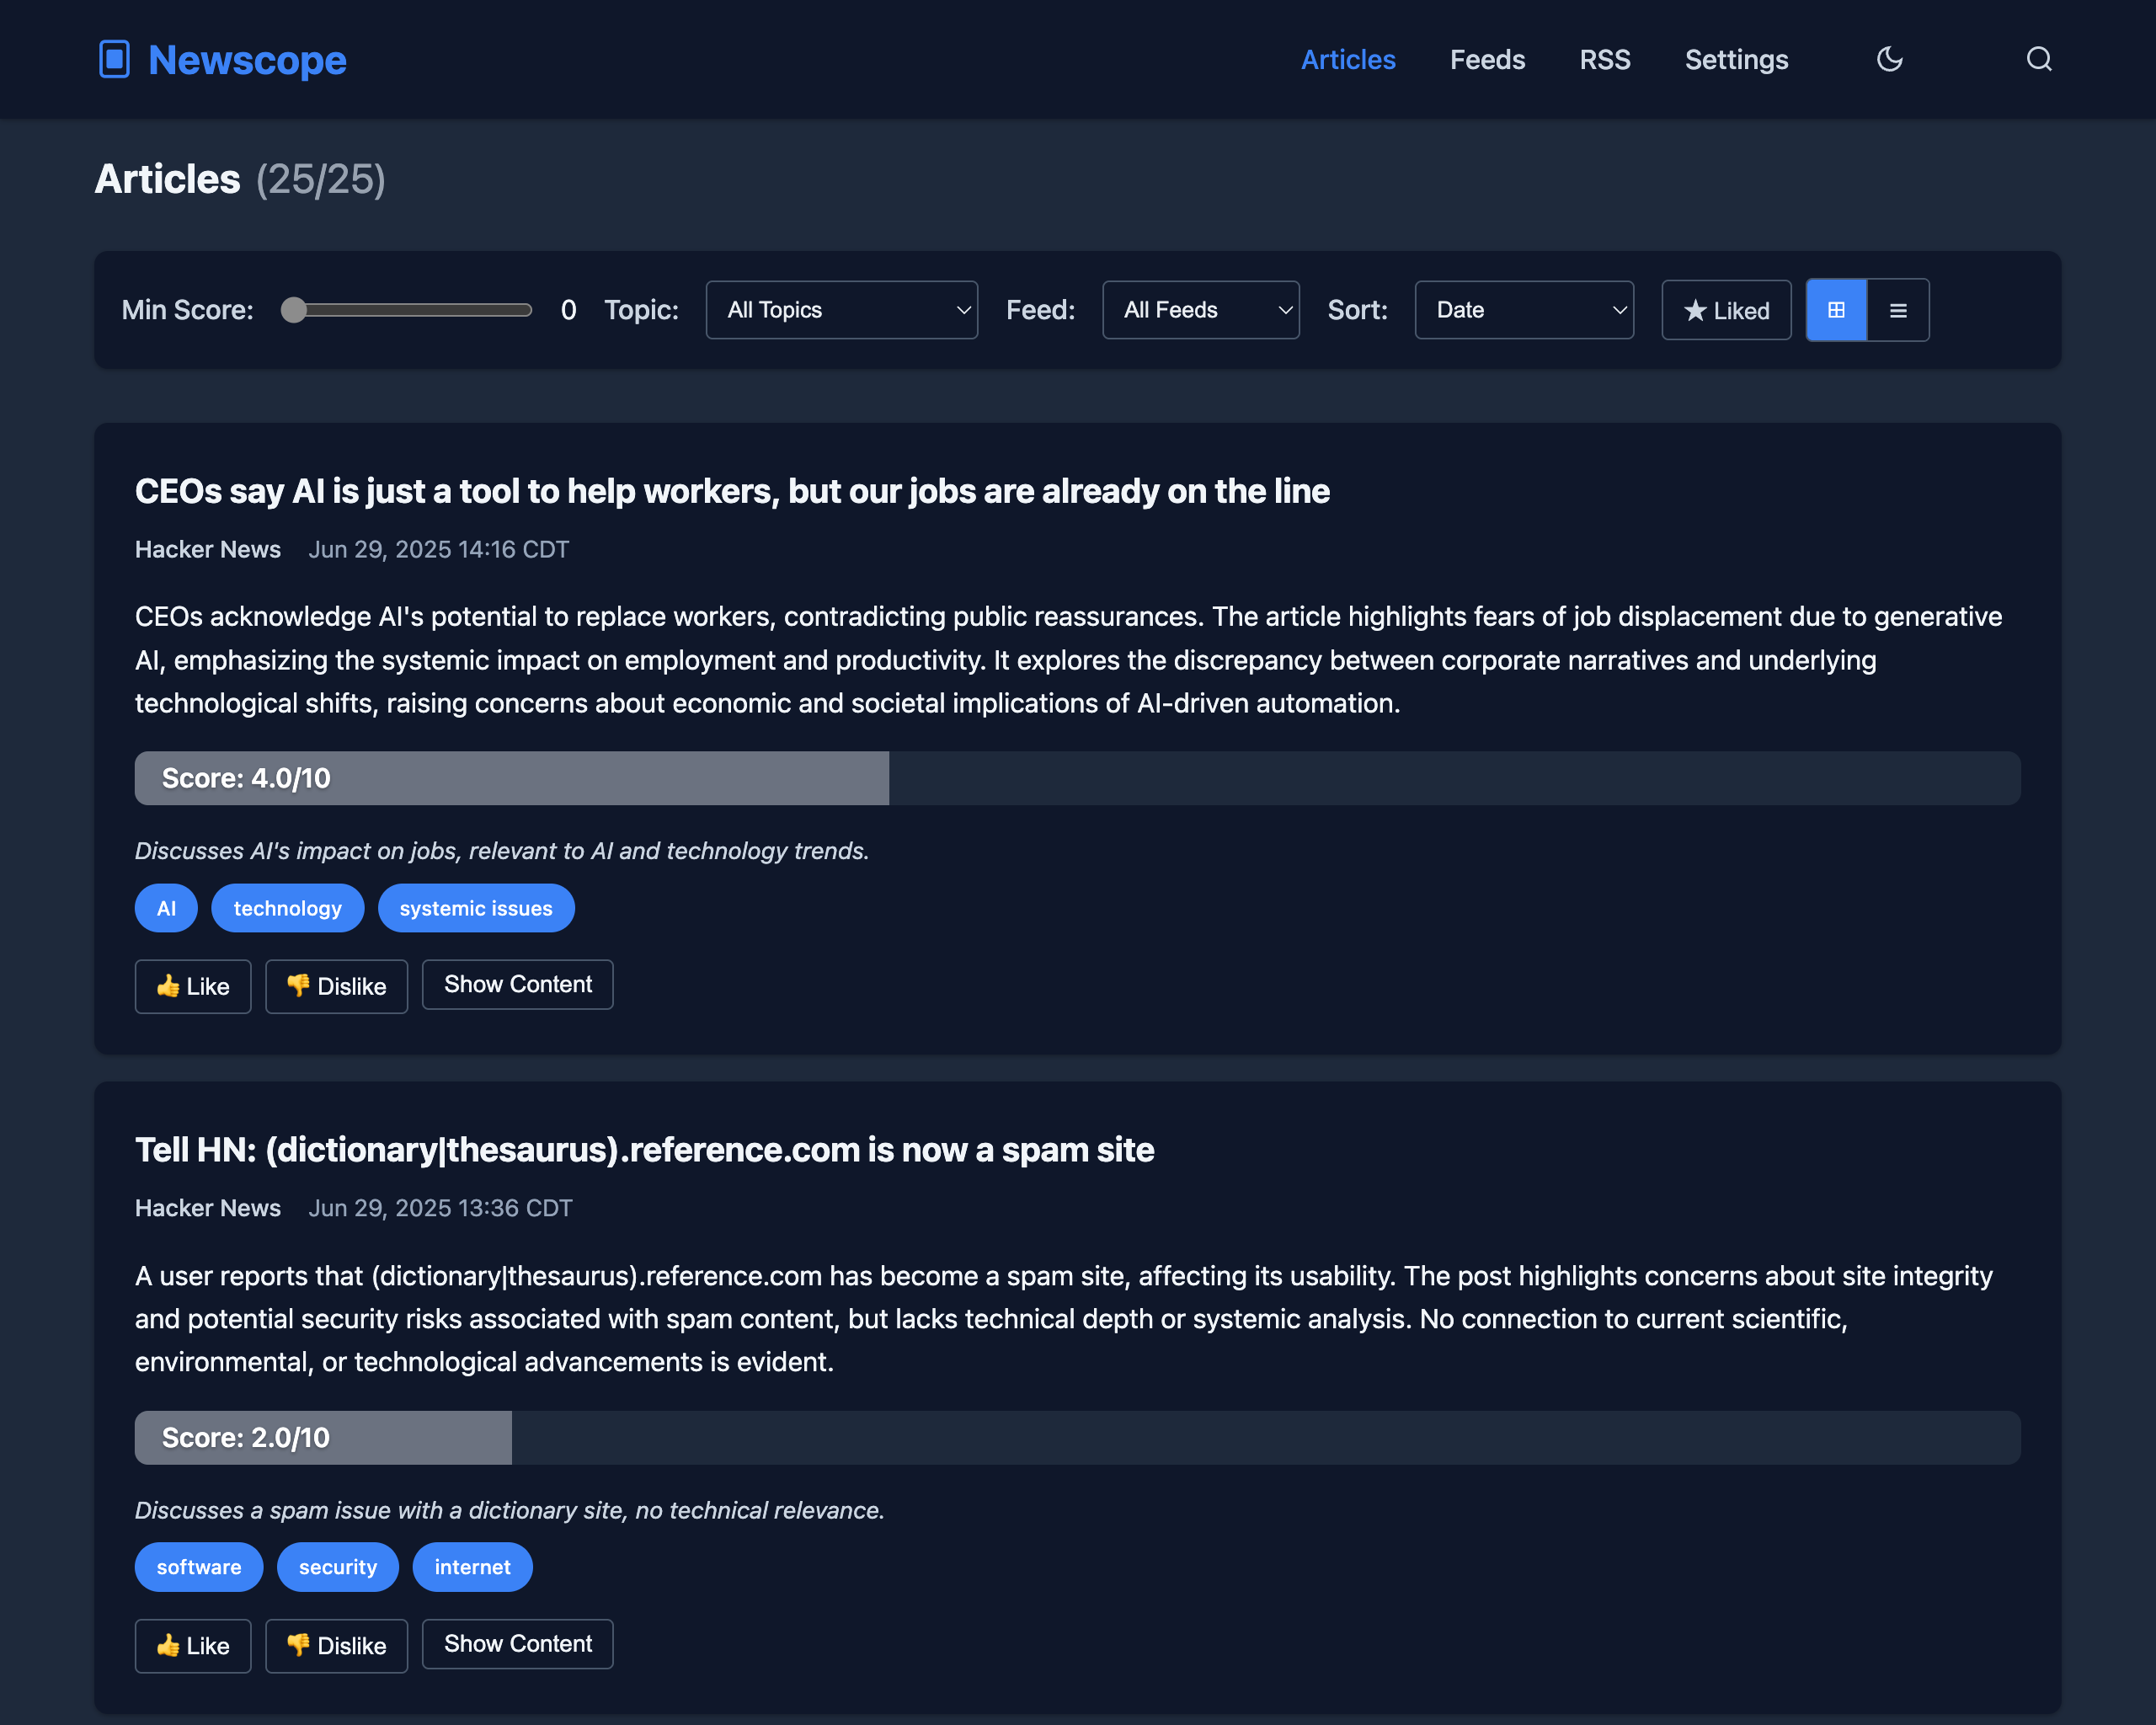 Newscope
Articles Feeds RSS Settings
Articles (25/25)
Min Score: 0 Topic: All Topics Feed: All Feeds Sort: Date ★ Liked
CEOs say AI is just a tool to help workers, but our jobs are already on the line
Hacker News Jun 29, 2025 14:16 CDT
CEOs acknowledge AI's potential to replace workers, contradicting public reassurances. The article highlights fears of job displacement due to generative
AI, emphasizing the systemic impact on employment and productivity. It explores the discrepancy between corporate narratives and underlying
technological shifts, raising concerns about economic and societal implications of AI-driven automation.
Score: 4.0/10
Discusses AI's impact on jobs, relevant to AI and technology trends.
AI technology systemic issues
👍 Like 👎 Dislike Show Content
Tell HN: (dictionary|thesaurus).reference.com is now a spam site
Hacker News Jun 29, 2025 13:36 CDT
A user reports that (dictionary|thesaurus).reference.com has become a spam site, affecting its usability. The post highlights concerns about site integrity
and potential security risks associated with spam content, but lacks technical depth or systemic analysis. No connection to current scientific,
environmental, or technological advancements is evident.
Score: 2.0/10
Discusses a spam issue with a dictionary site, no technical relevance.
software security internet
👍 Like 👎 Dislike Show Content